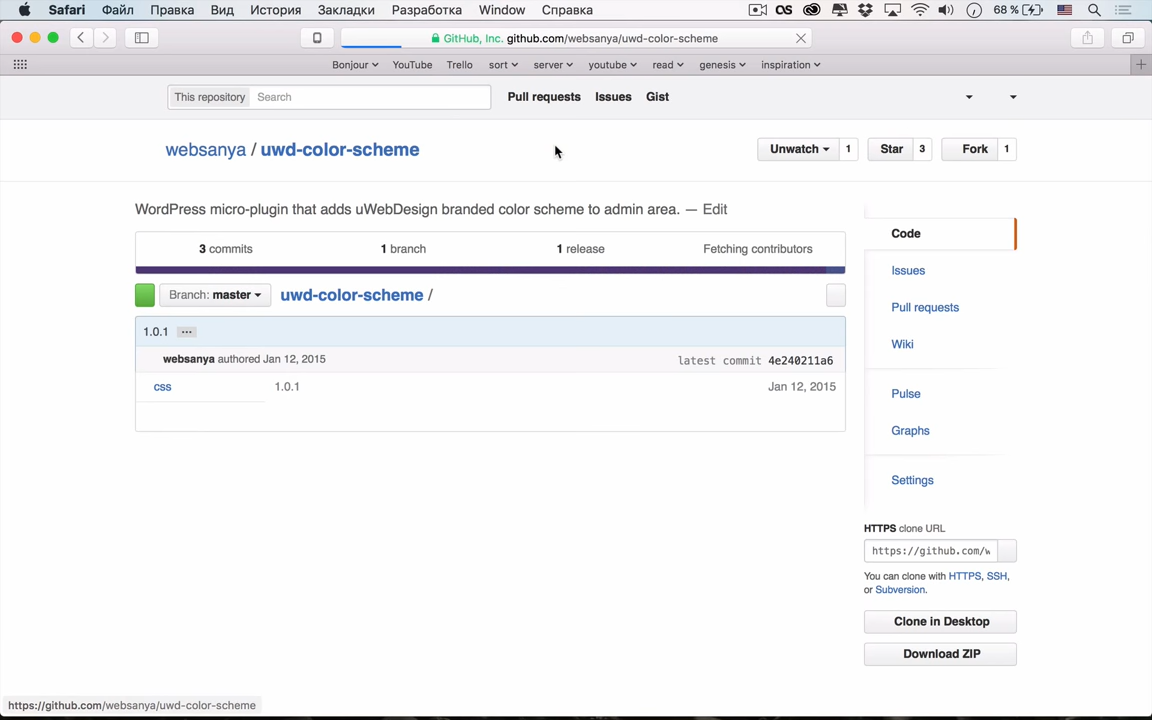 Safari Файл Правка Вид История Закладки Разработка Window Справка 68 %
GitHub, Inc. github.com/websanya/uwd-color-scheme
Bonjour YouTube Trello sort server youtube read genesis inspiration
This repository Search Pull requests Issues Gist
websanya / uwd-color-scheme
Unwatch 1 Star 3 Fork 1
WordPress micro-plugin that adds uWebDesign branded color scheme to admin area. — Edit
3 commits 1 branch 1 release Fetching contributors
Branch: master uwd-color-scheme /
1.0.1 ...
websanya authored Jan 12, 2015 latest commit 4e240211a6
css 1.0.1 Jan 12, 2015
Code
Issues
Pull requests
Wiki
Pulse
Graphs
Settings
HTTPS clone URL
https://github.com/w
You can clone with HTTPS, SSH,
or Subversion.
Clone in Desktop
Download ZIP
https://github.com/websanya/uwd-color-scheme